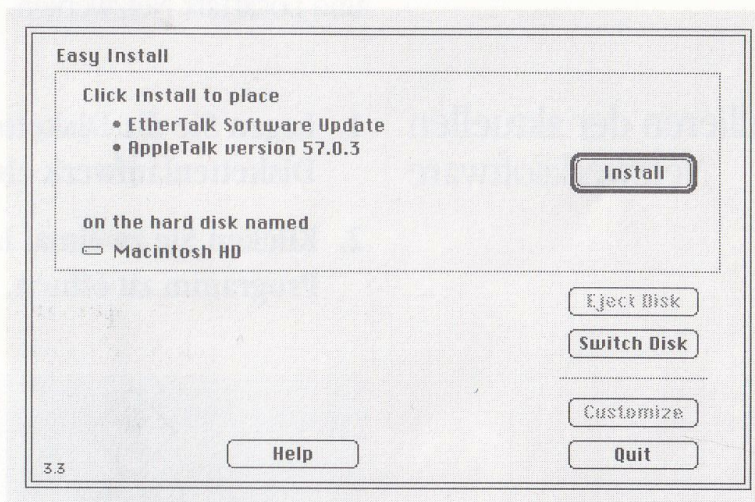 Easy Install
Click Install to place
• EtherTalk Software Update
• AppleTalk version 57.0.3
Install
on the hard disk named
Macintosh HD
Eject Disk
Switch Disk
Customize
Help
Quit
3.3